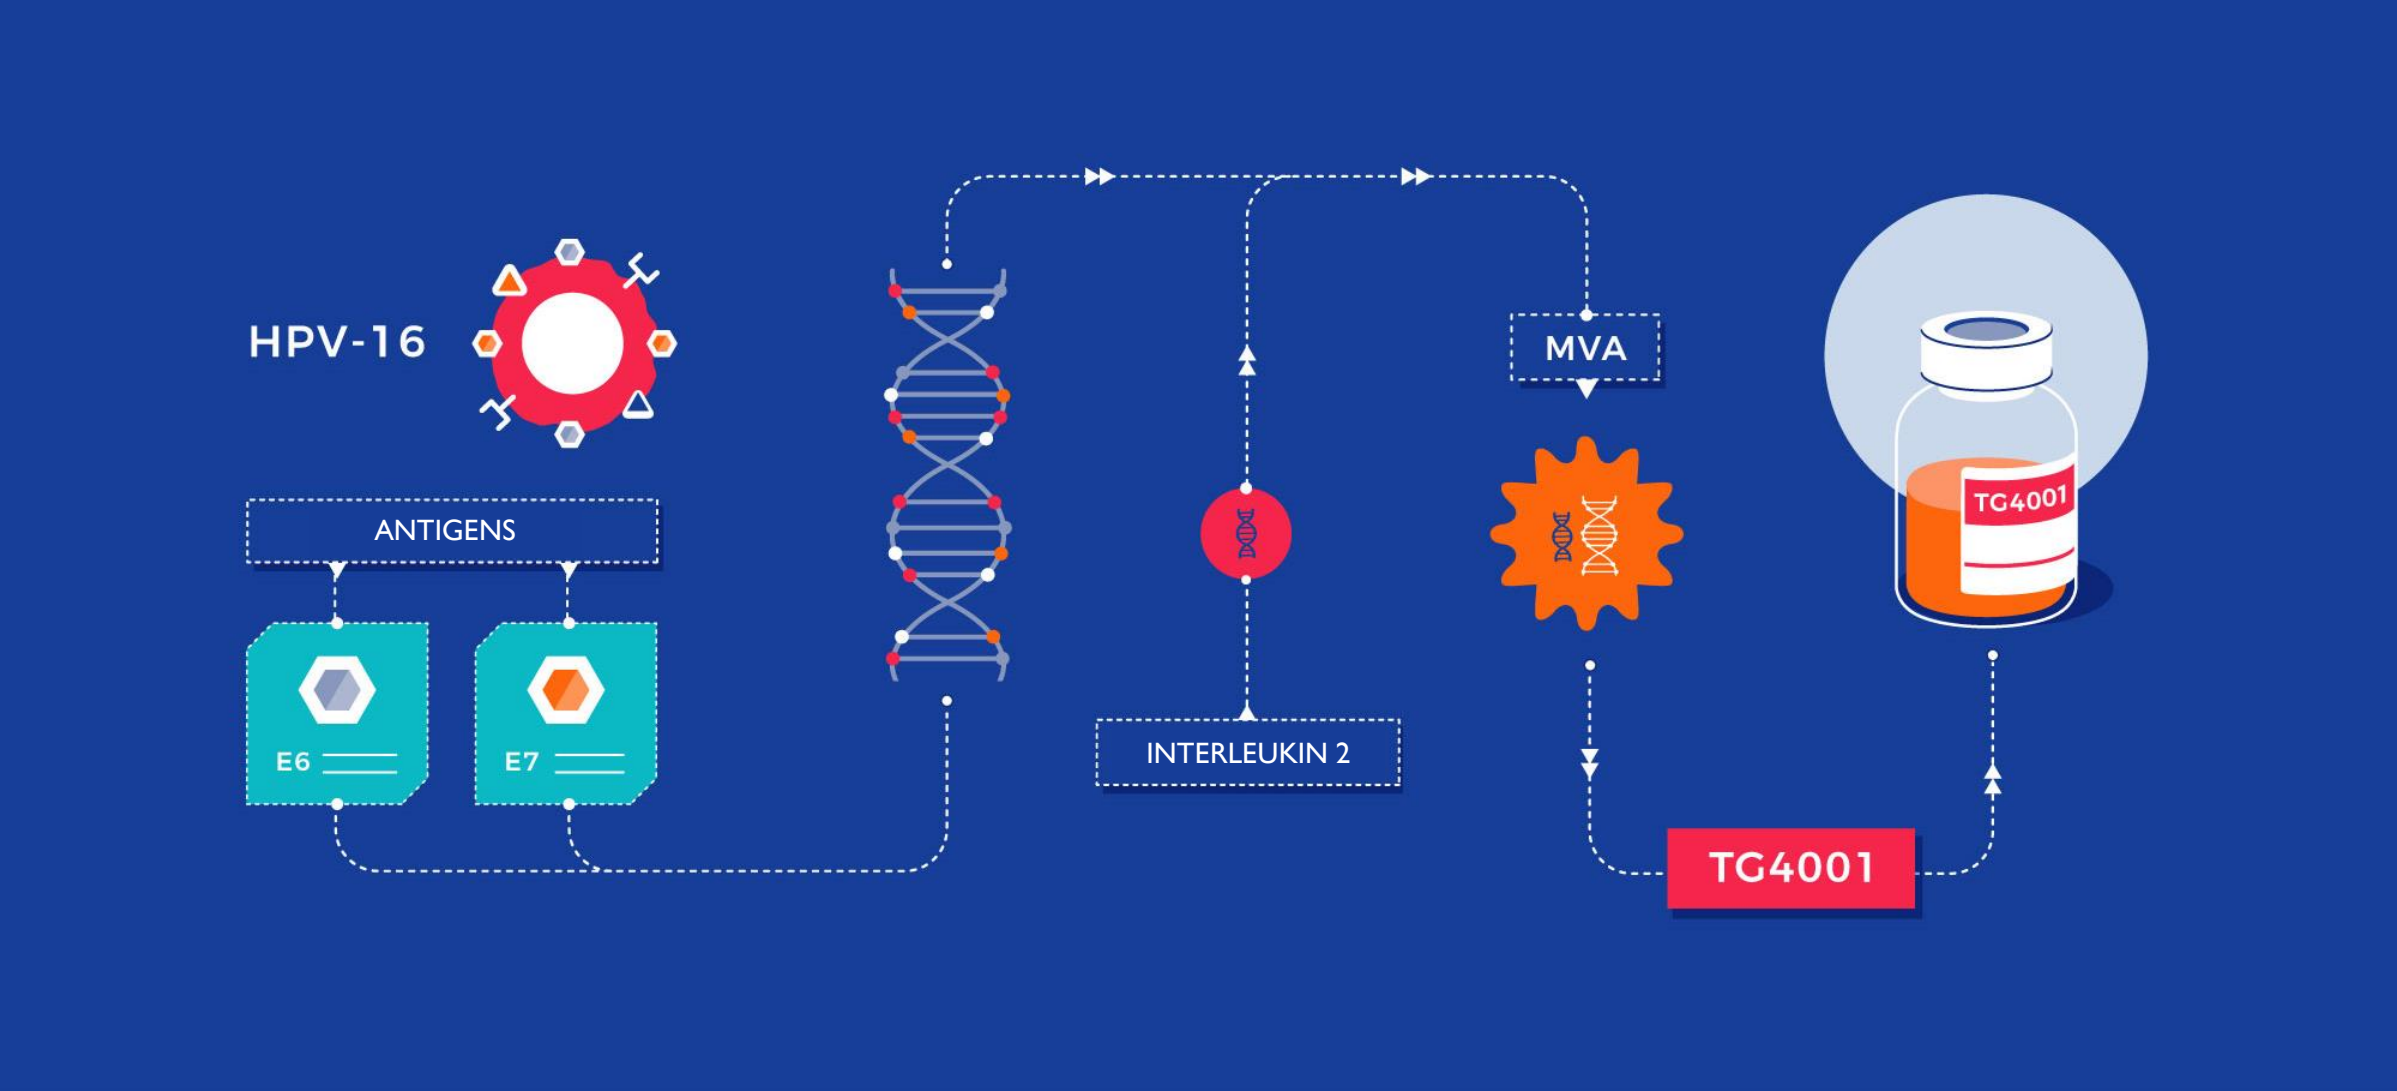 HPV-16
ANTIGENS
E6
E7
INTERLEUKIN 2
MVA
TG4001
TG4001